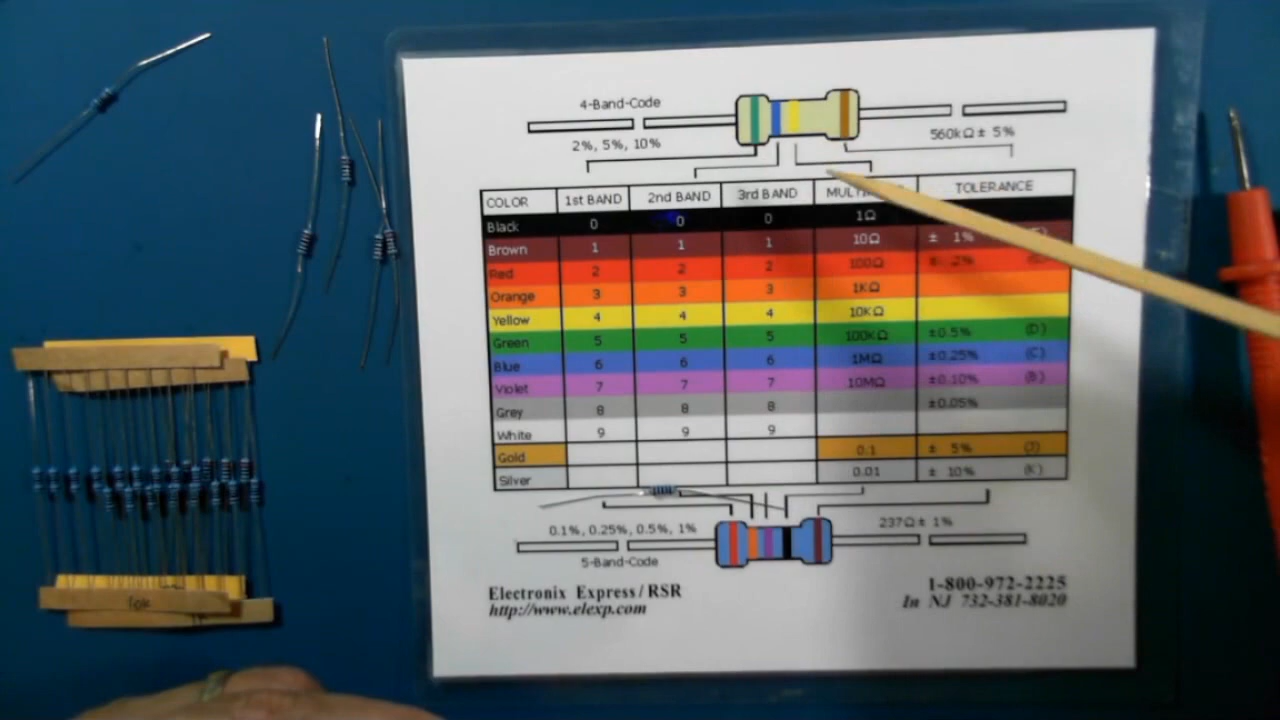 4-Band-Code
2%, 5%, 10%
560kΩ ± 5%
COLOR 1st BAND 2nd BAND 3rd BAND TOLERANCE
Black 0 0 0 1Ω
Brown 1 1 1 10Ω ± 1%
Red 2 2 2 100Ω ± 2%
Orange 3 3 3 1KΩ
Yellow 4 4 4 10KΩ
Green 5 5 5 100KΩ ±0.5% (D)
Blue 6 6 6 1MΩ ±0.25% (C)
Violet 7 7 7 10MΩ ±0.10% (B)
Grey 8 8 8 ±0.05%
White 9 9 9
Gold 0.1 ± 5% (J)
Silver 0.01 ± 10% (K)
0.1%, 0.25%, 0.5%, 1%
237Ω ± 1%
5-Band-Code
Electronix Express/RSR
http://www.elexp.com
1-800-972-2225
In NJ 732-381-8020
10k